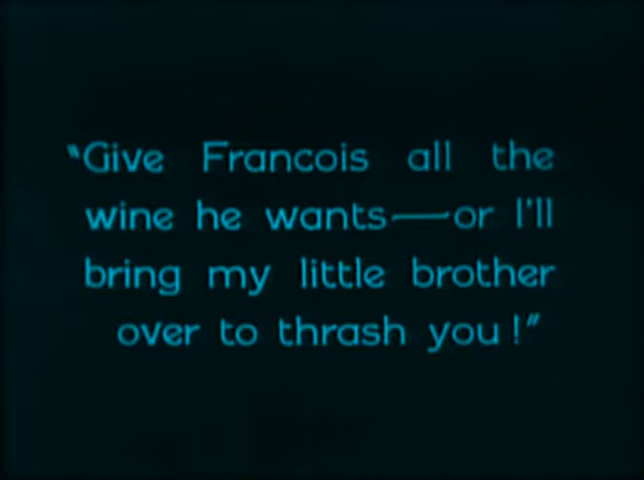 "Give Francois all the
wine he wants—or I'll
bring my little brother
over to thrash you!"